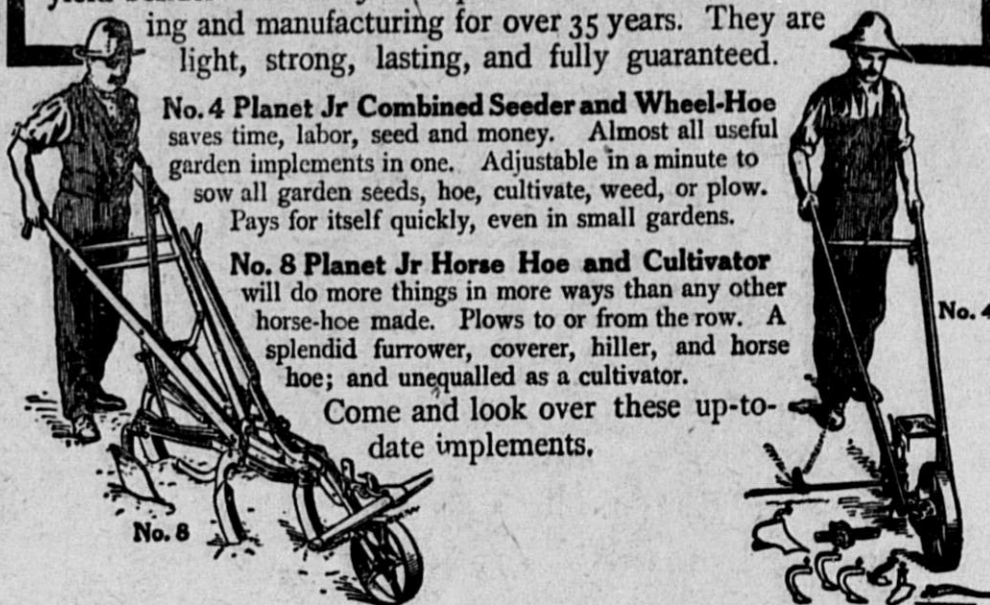 ing and manufacturing for over 35 years. They are
light, strong, lasting, and fully guaranteed.
No. 4 Planet Jr Combined Seeder and Wheel-Hoe
saves time, labor, seed and money. Almost all useful
garden implements in one. Adjustable in a minute to
sow all garden seeds, hoe, cultivate, weed, or plow.
Pays for itself quickly, even in small gardens.
No. 8 Planet Jr Horse Hoe and Cultivator
will do more things in more ways than any other
horse-hoe made. Plows to or from the row. A
splendid furrower, coverer, hiller, and horse
hoe; and unequalled as a cultivator.
Come and look over these up-to-
date implements.
No. 8
No. 4